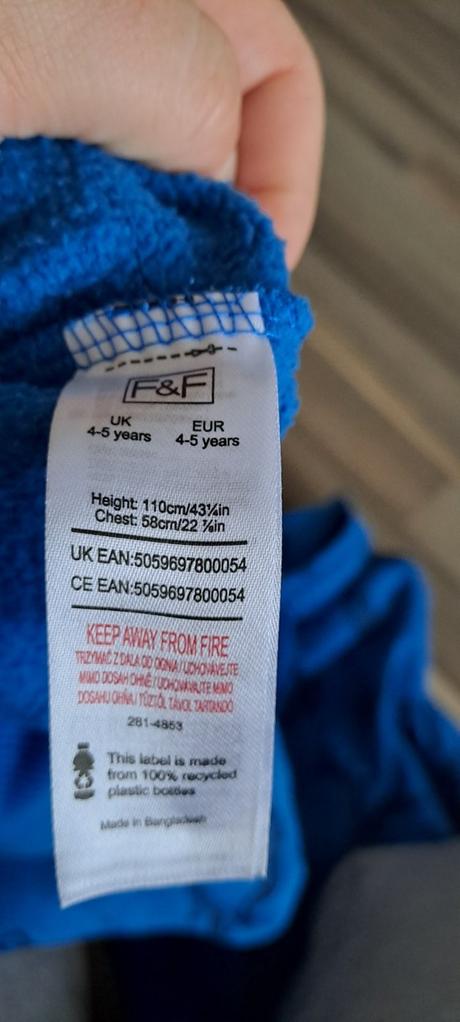 F&F
UK EUR
4-5 years 4-5 years
Height: 110cm/43¼in
Chest: 58cm/22 ⅞in
UK EAN:5059697800054
CE EAN:5059697800054
KEEP AWAY FROM FIRE
TRZYMAĆ Z DALA OD OGNIA / UCHOVÁVEJTE
MIMO DOSAH OHNĚ / UCHOVÁVAJTE MIMO
DOSAHU OHŇA / TŰZTŐL TÁVOL TARTANDÓ
281-4853
This label is made
from 100% recycled
plastic bottles
Made in Bangladesh